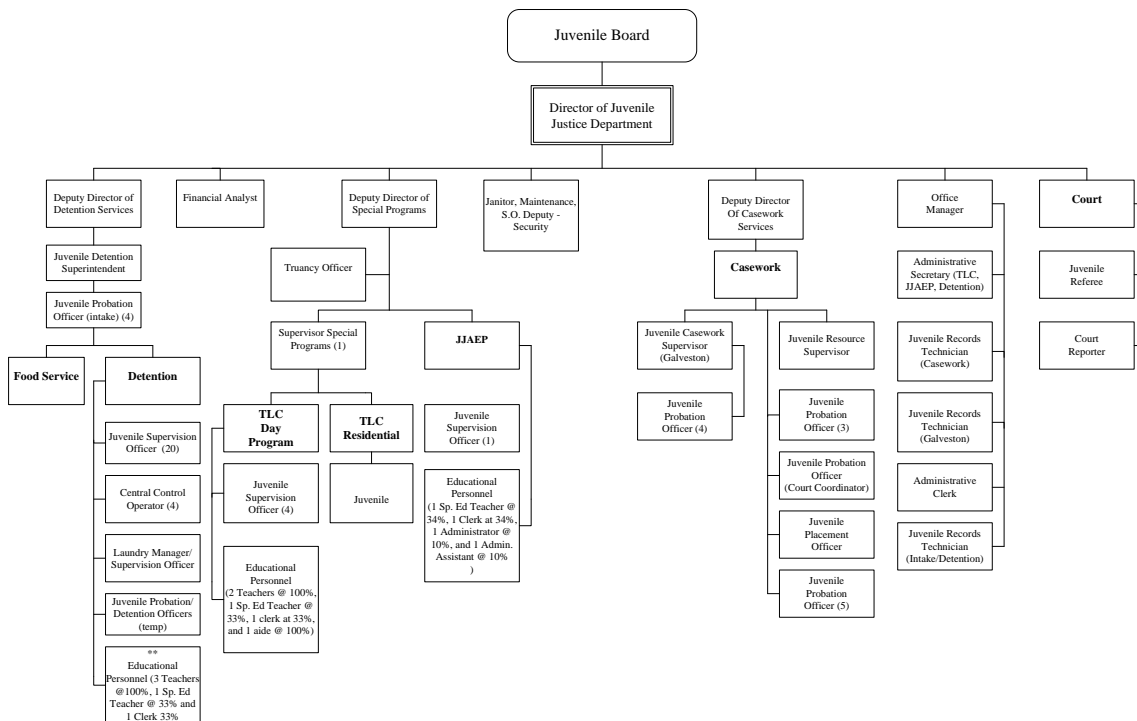 Juvenile Board
Director of Juvenile
Justice Department
Deputy Director of
Detention Services
Financial Analyst
Deputy Director of
Special Programs
Janitor, Maintenance,
S.O. Deputy -
Security
Deputy Director
Of Casework
Services
Office
Manager
Court
Juvenile Detention
Superintendent
Juvenile Probation
Officer (intake) (4)
Food Service
Detention
Juvenile Supervision
Officer (20)
Central Control
Operator (4)
Laundry Manager/
Supervision Officer
Juvenile Probation/
Detention Officers
(temp)
**
Educational
Personnel (3 Teachers
@100%, 1 Sp. Ed
Teacher @ 33% and
1 Clerk 33%
Truancy Officer
Supervisor Special
Programs (1)
JJAEP
TLC
Day
Program
TLC
Residential
Juvenile
Supervision
Officer (4)
Juvenile
Educational
Personnel
(2 Teachers @ 100%,
1 Sp. Ed Teacher @
33%, 1 clerk at 33%,
and 1 aide @ 100%)
Juvenile
Supervision
Officer (1)
Educational
Personnel
(1 Sp. Ed Teacher @
34%, 1 Clerk at 34%,
1 Administrator @
10%, and 1 Admin.
Assistant @ 10%
)
Casework
Juvenile Casework
Supervisor
(Galveston)
Juvenile
Probation
Officer (4)
Juvenile Resource
Supervisor
Juvenile
Probation
Officer (3)
Juvenile Probation
Officer
(Court Coordinator)
Juvenile
Placement
Officer
Juvenile
Probation
Officer (5)
Administrative
Secretary (TLC,
JJAEP, Detention)
Juvenile Records
Technician
(Casework)
Juvenile Records
Technician
(Galveston)
Administrative
Clerk
Juvenile Records
Technician
(Intake/Detention)
Juvenile
Referee
Court
Reporter